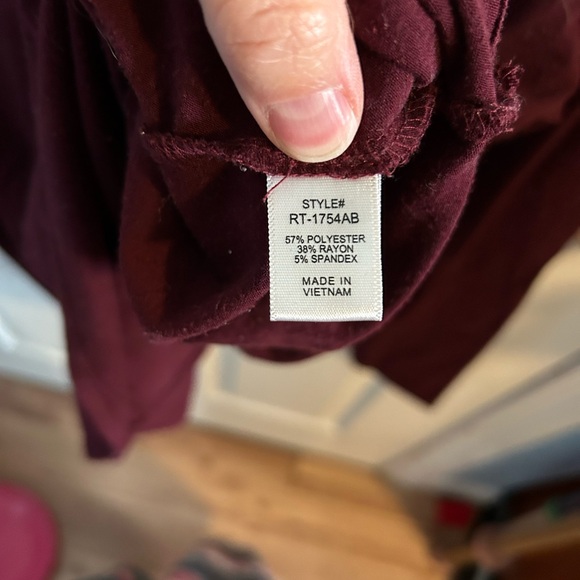 STYLE#
RT-1754AB
57% POLYESTER
38% RAYON
5% SPANDEX
MADE IN
VIETNAM